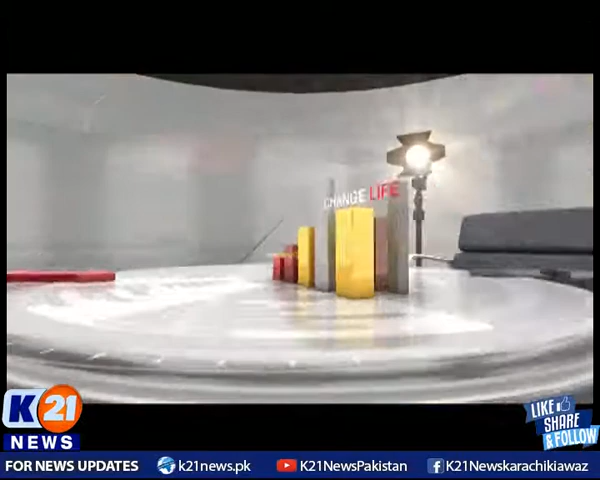 CHANGE LIFE
K21
NEWS
LIKE
SHARE
& FOLLOW
FOR NEWS UPDATES k21news.pk K21NewsPakistan K21Newskarachikiawaz